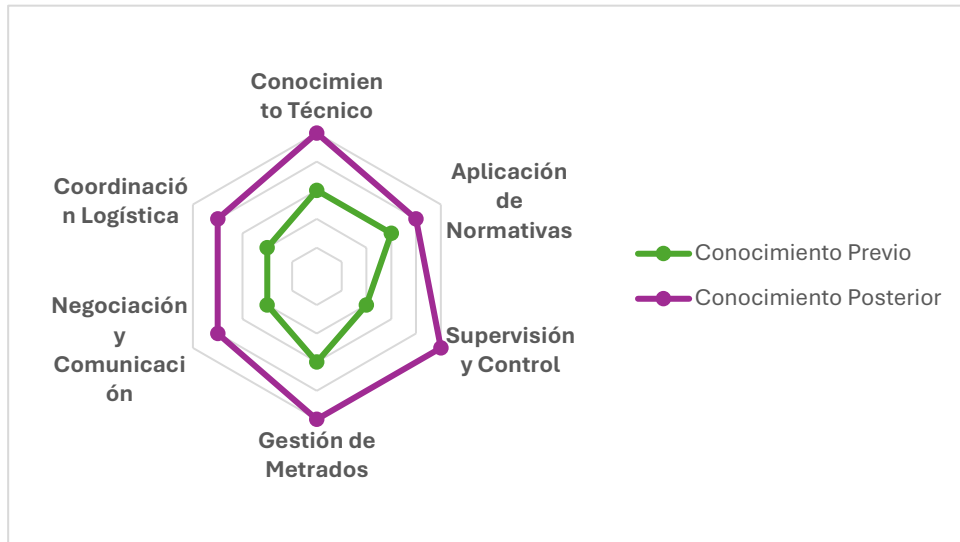 Conocimien
to Técnico
Aplicación
de
Normativas
Supervisión
y Control
Gestión de
Metrados
Negociación
y
Comunicaci
ón
Coordinació
n Logística
Conocimiento Previo
Conocimiento Posterior